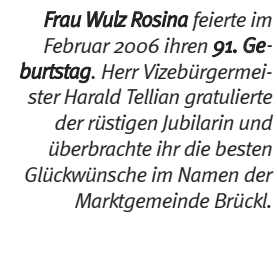 Frau Wulz Rosina feierte im
Februar 2006 ihren 91. Ge-
burtstag. Herr Vizebürgermei-
ster Harald Tellian gratulierte
der rüstigen Jubilarin und
überbrachte ihr die besten
Glückwünsche im Namen der
Marktgemeinde Brückl.